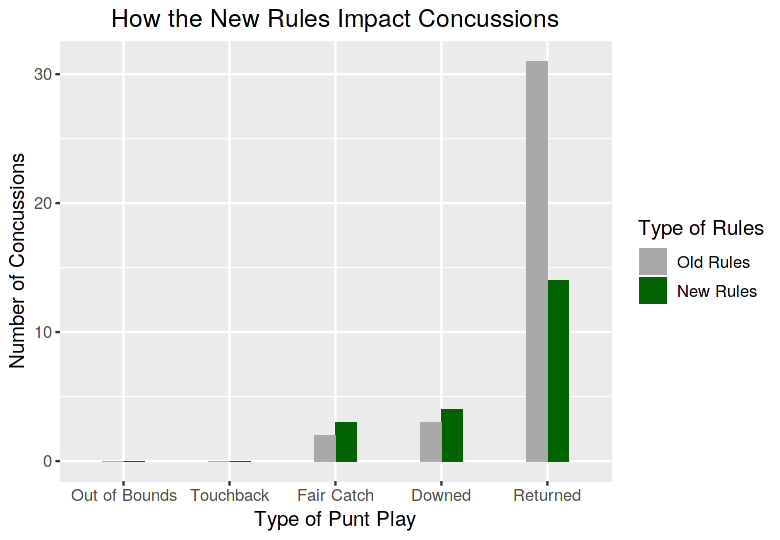 How the New Rules Impact Concussions
Number of Concussions
30
20
10
0
Out of Bounds
Touchback
Fair Catch
Downed
Returned
Type of Punt Play
Type of Rules
Old Rules
New Rules